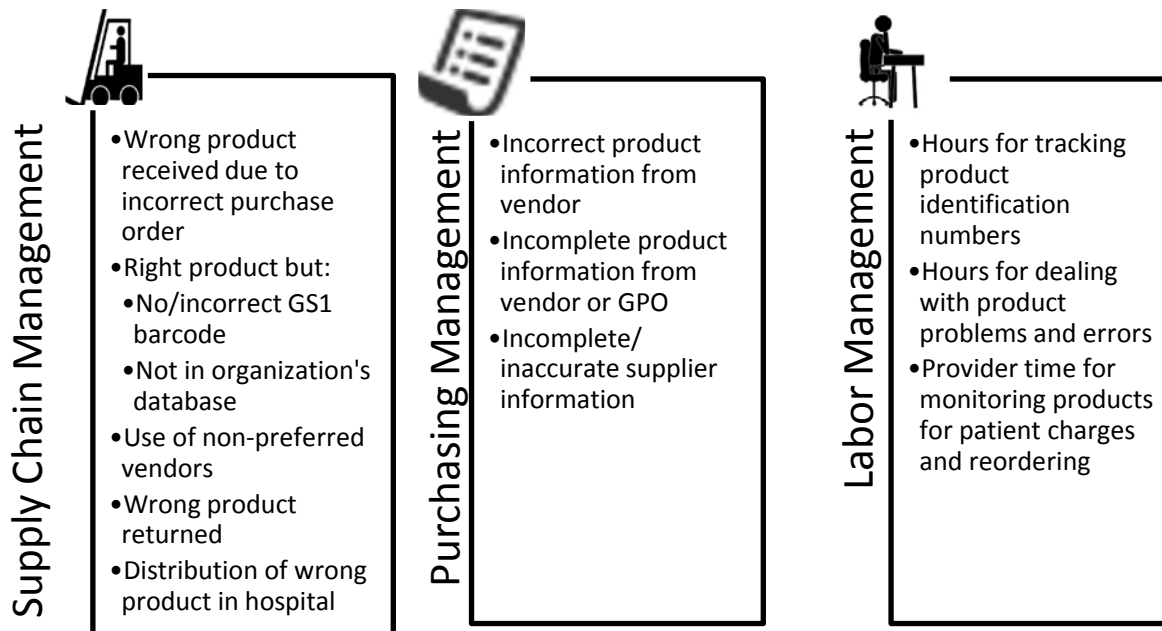 Supply Chain Management
•Wrong product
received due to
incorrect purchase
order
•Right product but:
•No/incorrect GS1
barcode
•Not in organization's
database
•Use of non-preferred
vendors
•Wrong product
returned
•Distribution of wrong
product in hospital
Purchasing Management
•Incorrect product
information from
vendor
•Incomplete product
information from
vendor or GPO
•Incomplete/
inaccurate supplier
information
Labor Management
•Hours for tracking
product
identification
numbers
•Hours for dealing
with product
problems and errors
•Provider time for
monitoring products
for patient charges
and reordering